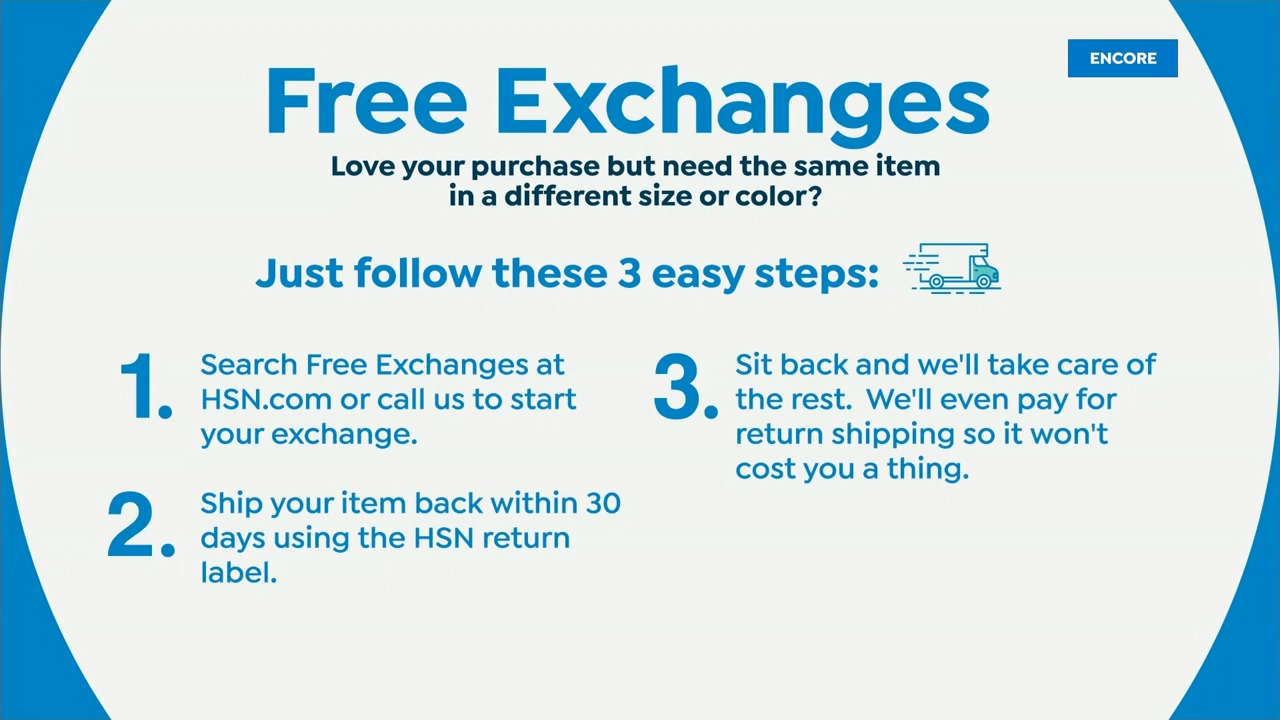 ENCORE
Free Exchanges
Love your purchase but need the same item
in a different size or color?
Just follow these 3 easy steps:
1. Search Free Exchanges at
HSN.com or call us to start
your exchange.
2. Ship your item back within 30
days using the HSN return
label.
3. Sit back and we'll take care of
the rest.  We'll even pay for
return shipping so it won't
cost you a thing.